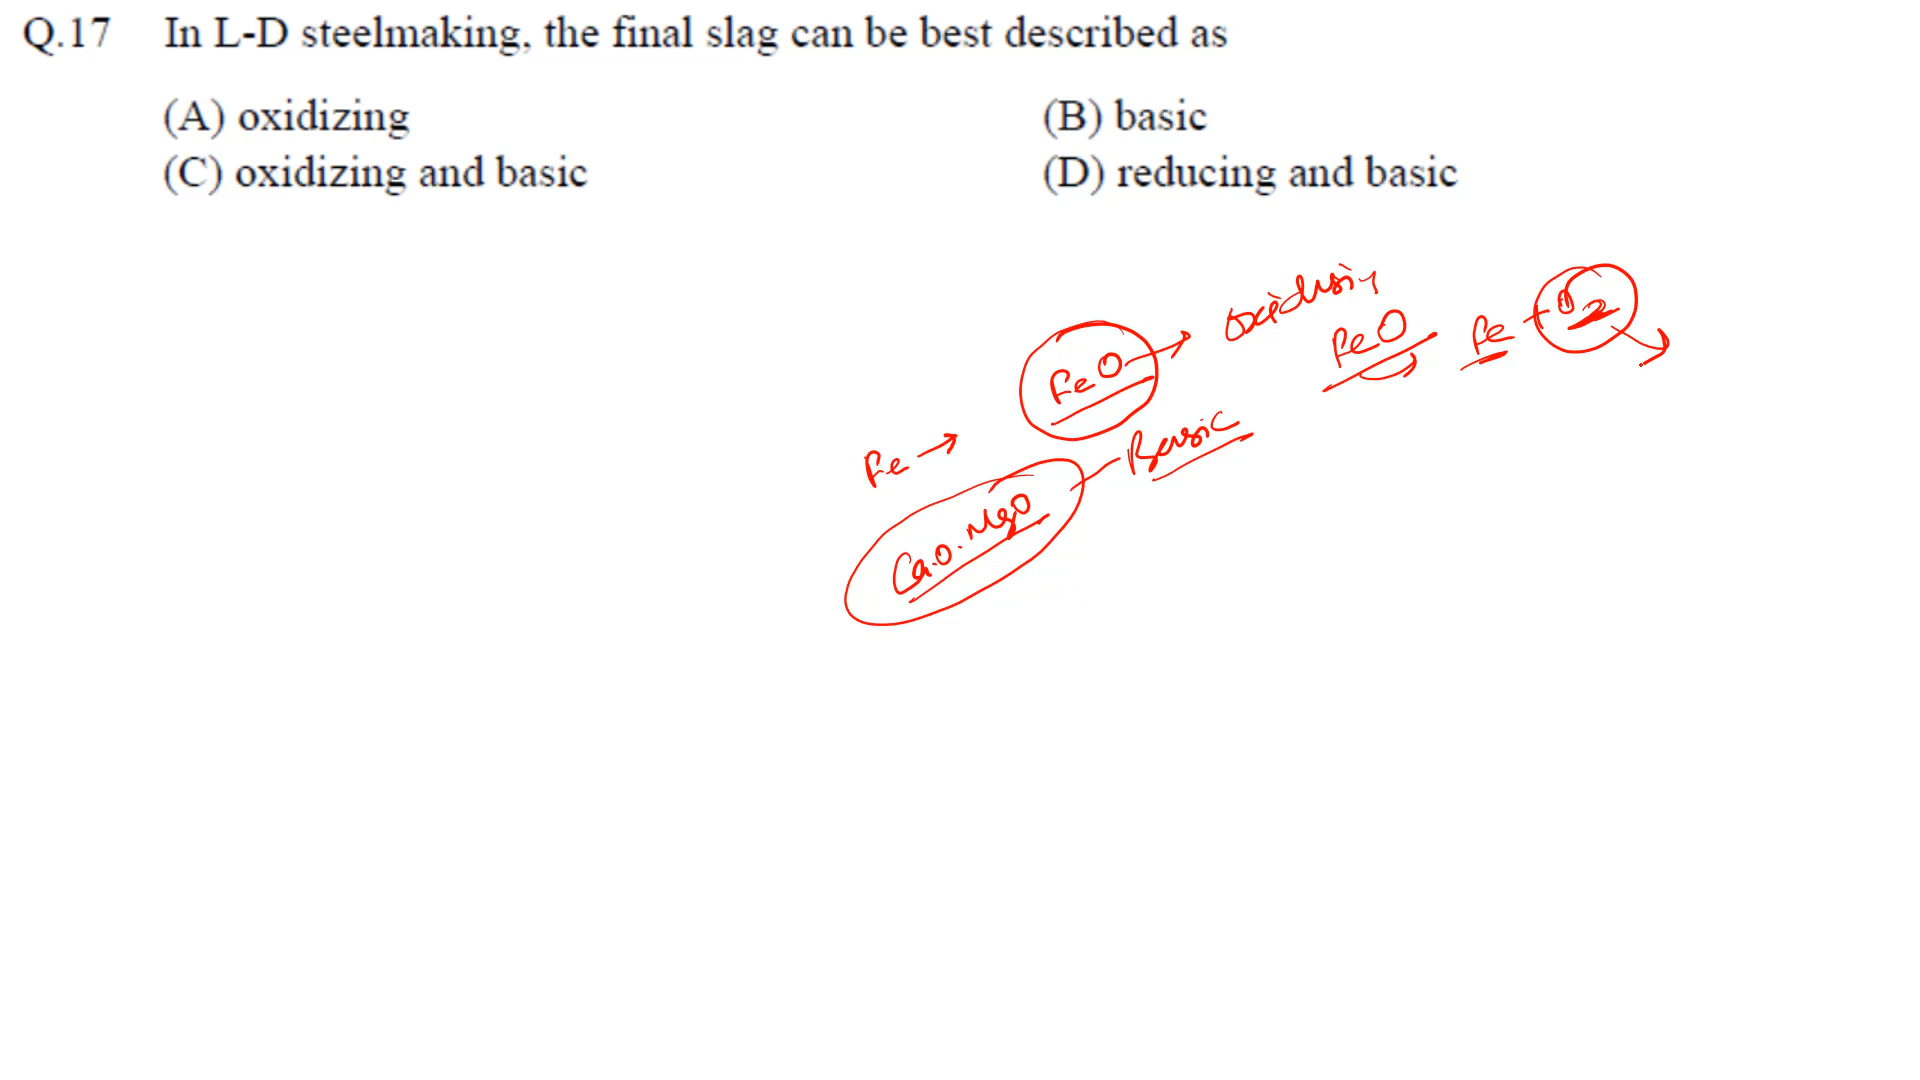 Q.17 In L-D steelmaking, the final slag can be best described as
(A) oxidizing (B) basic
(C) oxidizing and basic (D) reducing and basic
FeO → FeO Fe + O2
Fe →
Basic
CaO.MgO